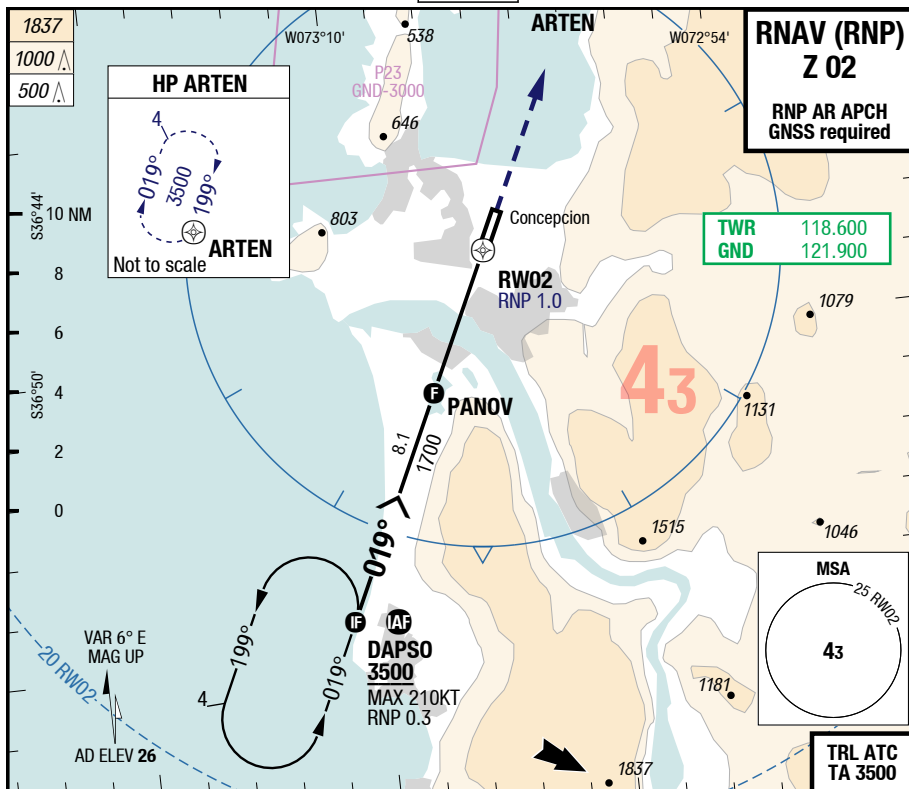 1837
1000
500
HP ARTEN
4
019°
3500
199°
ARTEN
Not to scale
W073°10'
538
ARTEN
W072°54'
P23
GND-3000
646
803
RNAV (RNP)
Z 02
RNP AR APCH
GNSS required
S36°44'
10 NM
8
6
S36°50'
4
2
0
Concepcion
RW02
RNP 1.0
TWR 118.600
GND 121.900
1079
43
1131
F
PANOV
8.1
1700
1515
1046
019°
IF
IAF
DAPSO
3500
MAX 210KT
RNP 0.3
199°
019°
4
VAR 6° E
MAG UP
20 RW02
AD ELEV 26
MSA
25 RW02
43
1181
1837
TRL ATC
TA 3500